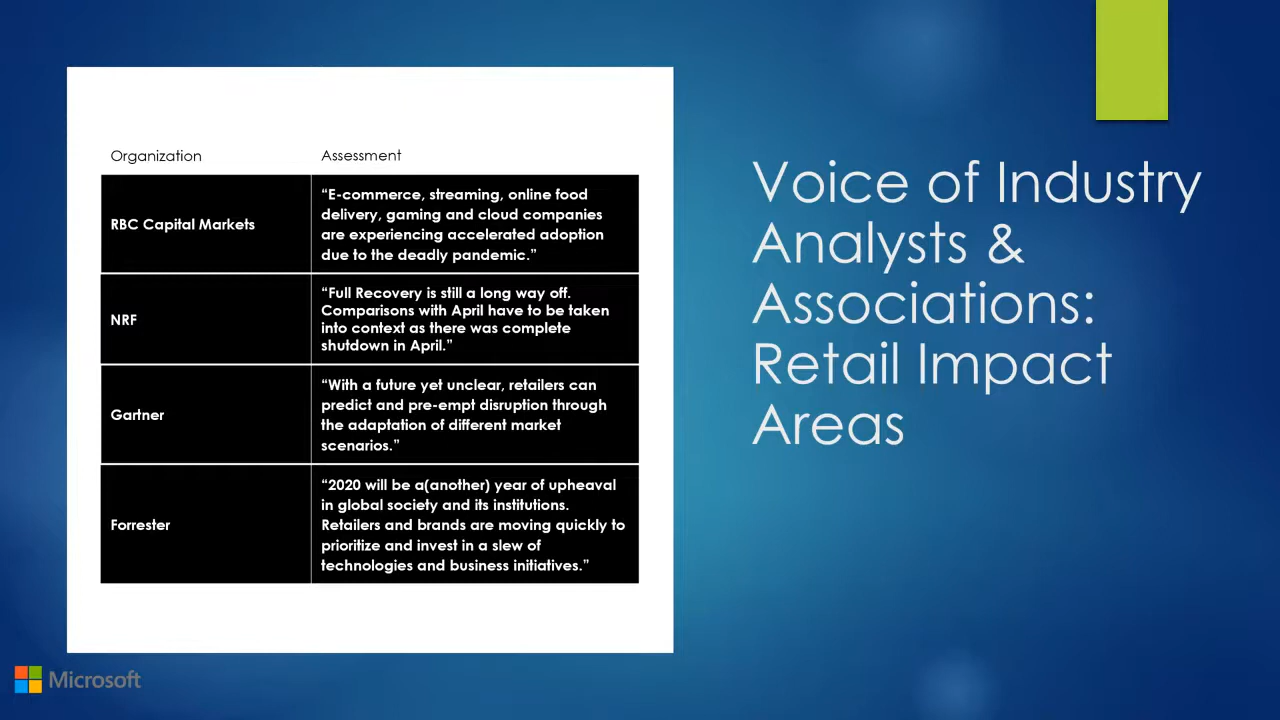 Organization Assessment
RBC Capital Markets
“E-commerce, streaming, online food
delivery, gaming and cloud companies
are experiencing accelerated adoption
due to the deadly pandemic.”
NRF
“Full Recovery is still a long way off.
Comparisons with April have to be taken
into context as there was complete
shutdown in April.”
Gartner
“With a future yet unclear, retailers can
predict and pre-empt disruption through
the adaptation of different market
scenarios.”
Forrester
“2020 will be a(another) year of upheaval
in global society and its institutions.
Retailers and brands are moving quickly to
prioritize and invest in a slew of
technologies and business initiatives.”
Voice of Industry
Analysts &
Associations:
Retail Impact
Areas
Microsoft